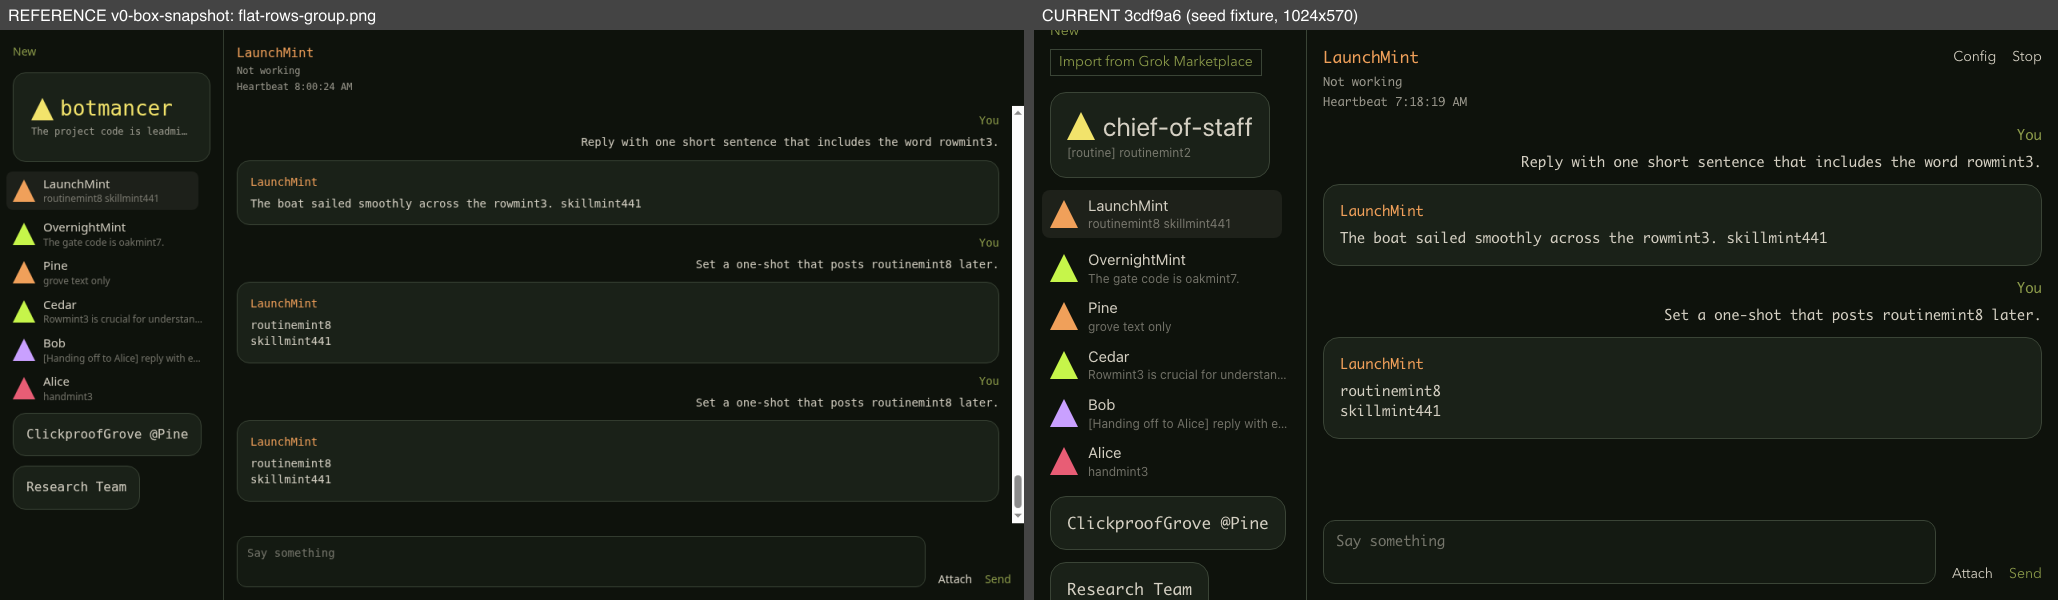 REFERENCE v0-box-snapshot: flat-rows-group.png
New
botmancer
The project code is leadmi…
LaunchMint
routinemint8 skillmint441
OvernightMint
The gate code is oakmint7.
Pine
grove text only
Cedar
Rowmint3 is crucial for understan...
Bob
[Handing off to Alice] reply with e...
Alice
handmint3
ClickproofGrove @Pine
Research Team
LaunchMint
Not working
Heartbeat 8:00:24 AM
You
Reply with one short sentence that includes the word rowmint3.
LaunchMint
The boat sailed smoothly across the rowmint3. skillmint441
You
Set a one-shot that posts routinemint8 later.
LaunchMint
routinemint8
skillmint441
You
Set a one-shot that posts routinemint8 later.
LaunchMint
routinemint8
skillmint441
Say something
Attach Send
CURRENT 3cdf9a6 (seed fixture, 1024x570)
New
Import from Grok Marketplace
chief-of-staff
[routine] routinemint2
LaunchMint
routinemint8 skillmint441
OvernightMint
The gate code is oakmint7.
Pine
grove text only
Cedar
Rowmint3 is crucial for understan...
Bob
[Handing off to Alice] reply with e...
Alice
handmint3
ClickproofGrove @Pine
Research Team
LaunchMint
Config Stop
Not working
Heartbeat 7:18:19 AM
You
Reply with one short sentence that includes the word rowmint3.
LaunchMint
The boat sailed smoothly across the rowmint3. skillmint441
You
Set a one-shot that posts routinemint8 later.
LaunchMint
routinemint8
skillmint441
Say something
Attach Send